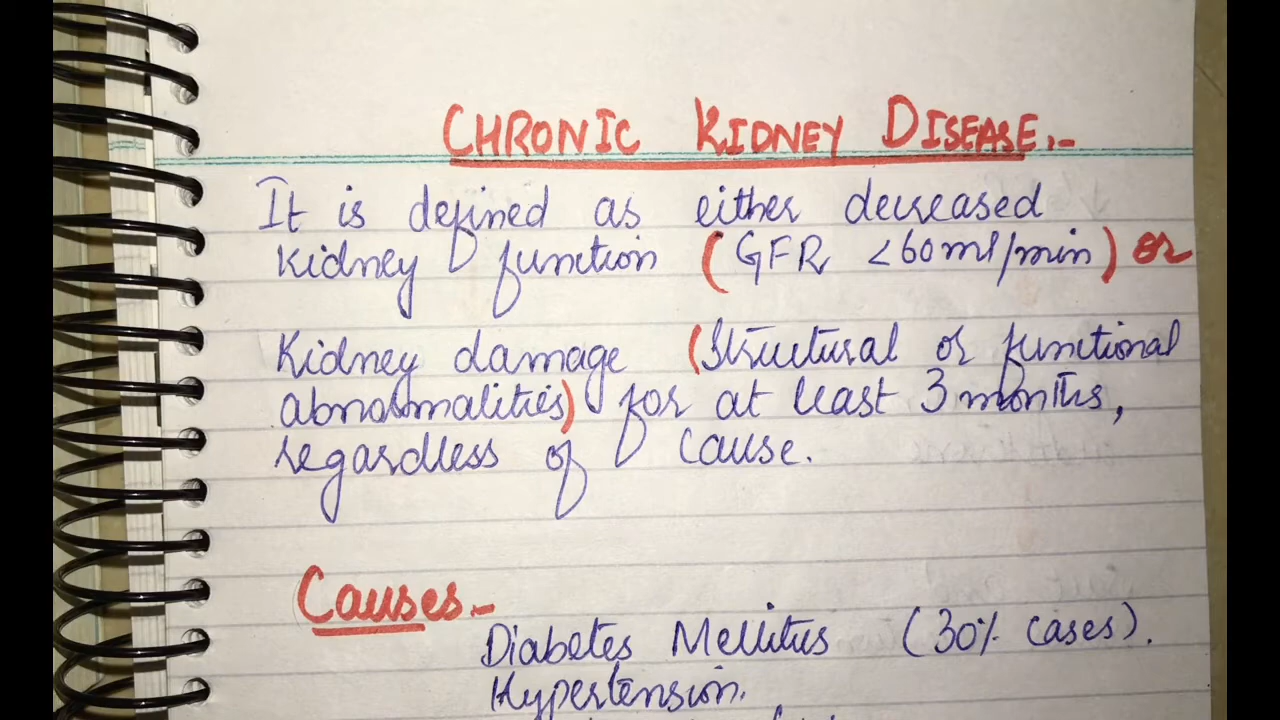 CHRONIC KIDNEY DISEASE.-
It is defined as either decreased
kidney function (GFR <60ml/min) or
Kidney damage (structural or functional
abnormalities) for at least 3 months,
regardless of cause.
Causes.-
Diabetes Mellitus (30% cases).
Hypertension.